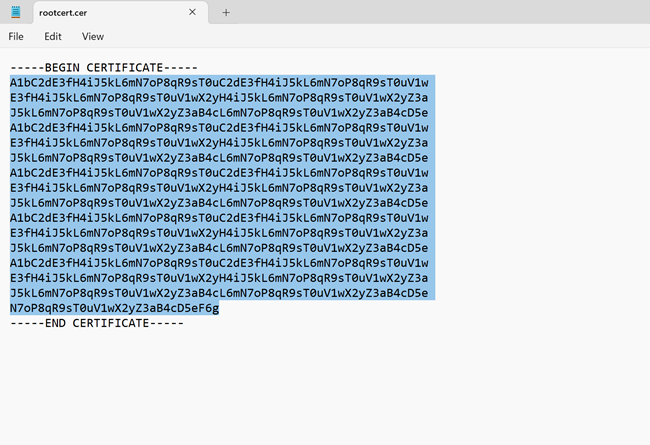 rootcert.cer
File Edit View
-----BEGIN CERTIFICATE-----
A1bC2dE3fH4iJ5kL6mN7oP8qR9sT0uC2dE3fH4iJ5kL6mN7oP8qR9sT0uV1w
E3fH4iJ5kL6mN7oP8qR9sT0uV1wX2yH4iJ5kL6mN7oP8qR9sT0uV1wX2yZ3a
J5kL6mN7oP8qR9sT0uV1wX2yZ3aB4cL6mN7oP8qR9sT0uV1wX2yZ3aB4cD5e
A1bC2dE3fH4iJ5kL6mN7oP8qR9sT0uC2dE3fH4iJ5kL6mN7oP8qR9sT0uV1w
E3fH4iJ5kL6mN7oP8qR9sT0uV1wX2yH4iJ5kL6mN7oP8qR9sT0uV1wX2yZ3a
J5kL6mN7oP8qR9sT0uV1wX2yZ3aB4cL6mN7oP8qR9sT0uV1wX2yZ3aB4cD5e
A1bC2dE3fH4iJ5kL6mN7oP8qR9sT0uC2dE3fH4iJ5kL6mN7oP8qR9sT0uV1w
E3fH4iJ5kL6mN7oP8qR9sT0uV1wX2yH4iJ5kL6mN7oP8qR9sT0uV1wX2yZ3a
J5kL6mN7oP8qR9sT0uV1wX2yZ3aB4cL6mN7oP8qR9sT0uV1wX2yZ3aB4cD5e
A1bC2dE3fH4iJ5kL6mN7oP8qR9sT0uC2dE3fH4iJ5kL6mN7oP8qR9sT0uV1w
E3fH4iJ5kL6mN7oP8qR9sT0uV1wX2yH4iJ5kL6mN7oP8qR9sT0uV1wX2yZ3a
J5kL6mN7oP8qR9sT0uV1wX2yZ3aB4cL6mN7oP8qR9sT0uV1wX2yZ3aB4cD5e
A1bC2dE3fH4iJ5kL6mN7oP8qR9sT0uC2dE3fH4iJ5kL6mN7oP8qR9sT0uV1w
E3fH4iJ5kL6mN7oP8qR9sT0uV1wX2yH4iJ5kL6mN7oP8qR9sT0uV1wX2yZ3a
J5kL6mN7oP8qR9sT0uV1wX2yZ3aB4cL6mN7oP8qR9sT0uV1wX2yZ3aB4cD5e
N7oP8qR9sT0uV1wX2yZ3aB4cD5eF6g
-----END CERTIFICATE-----